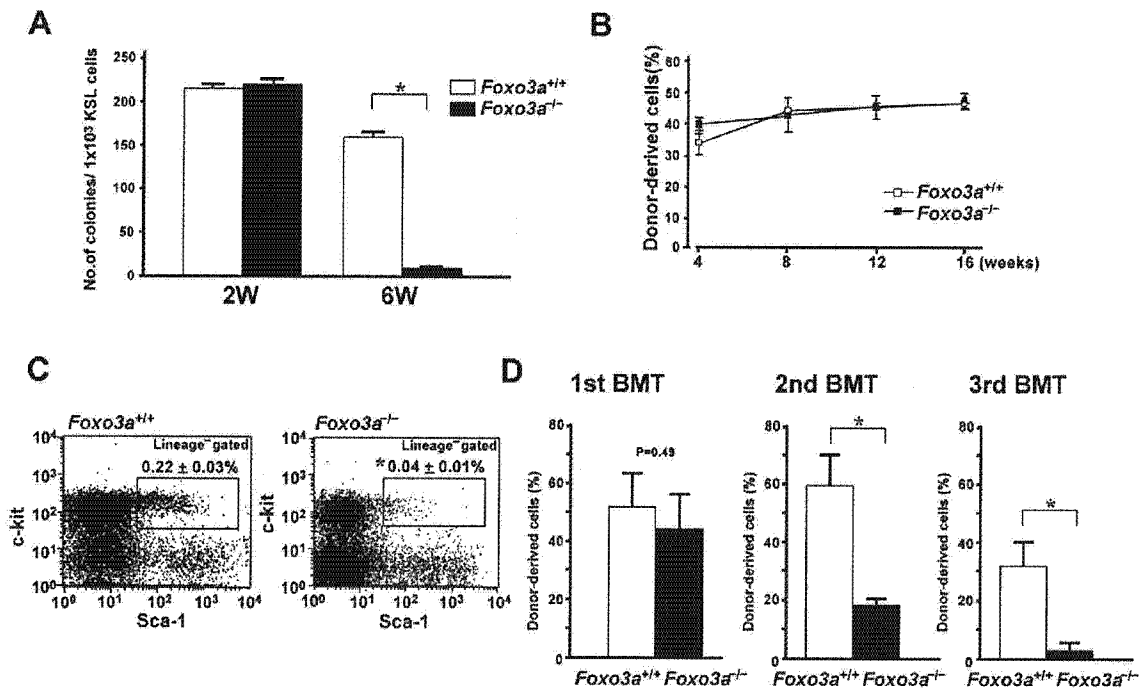 A
No.of colonies/ 1x10³ KSL cells
250
200
150
100
50
0
2W
6W
*
Foxo3a+/+
Foxo3a−/−
B
Donor-derived cells(%)
60
50
40
30
20
10
0
4
8
12
16 (weeks)
Foxo3a+/+
Foxo3a−/−
C
Foxo3a+/+
Lineage−gated
0.22 ± 0.03%
c-kit
10⁴
10³
10²
10¹
10⁰
10⁰ 10¹ 10² 10³ 10⁴
Sca-1
Foxo3a−/−
Lineage−gated
* 0.04 ± 0.01%
c-kit
10⁴
10³
10²
10¹
10⁰
10⁰ 10¹ 10² 10³ 10⁴
Sca-1
D
1st BMT
Donor-derived cells (%)
80
60
40
20
0
P=0.49
Foxo3a+/+ Foxo3a−/−
2nd BMT
Donor-derived cells (%)
80
60
40
20
0
*
Foxo3a+/+ Foxo3a−/−
3rd BMT
Donor-derived cells (%)
80
60
40
20
0
*
Foxo3a+/+ Foxo3a−/−